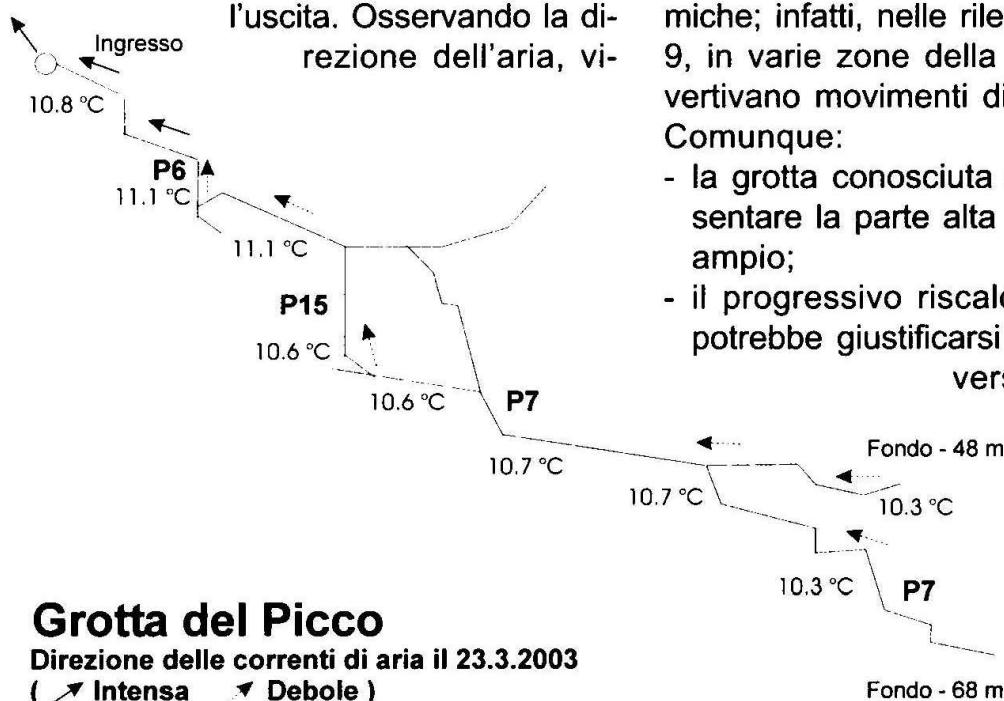 l'uscita. Osservando la di-
rezione dell'aria, vi-
miche; infatti, nelle rile
9, in varie zone della
vertivano movimenti di
Comunque:
- la grotta conosciuta
sentare la parte alta
ampio;
- il progressivo riscald
potrebbe giustificarsi
vers
Ingresso
10.8 °C
P6
11.1 °C
11.1 °C
P15
10.6 °C
10.6 °C
P7
10.7 °C
10.7 °C
Fondo - 48 m
10.3 °C
10.3 °C
P7
Grotta del Picco
Direzione delle correnti di aria il 23.3.2003
( Intensa Debole )
Fondo - 68 m